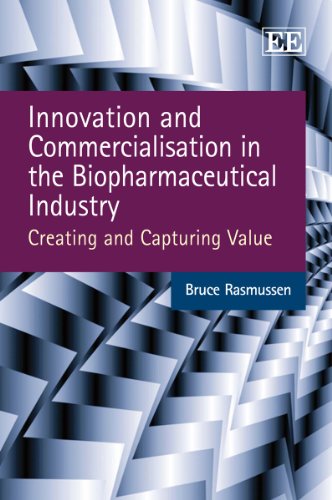 EE
Innovation and
Commercialisation in
the Biopharmaceutical
Industry
Creating and Capturing Value
Bruce Rasmussen